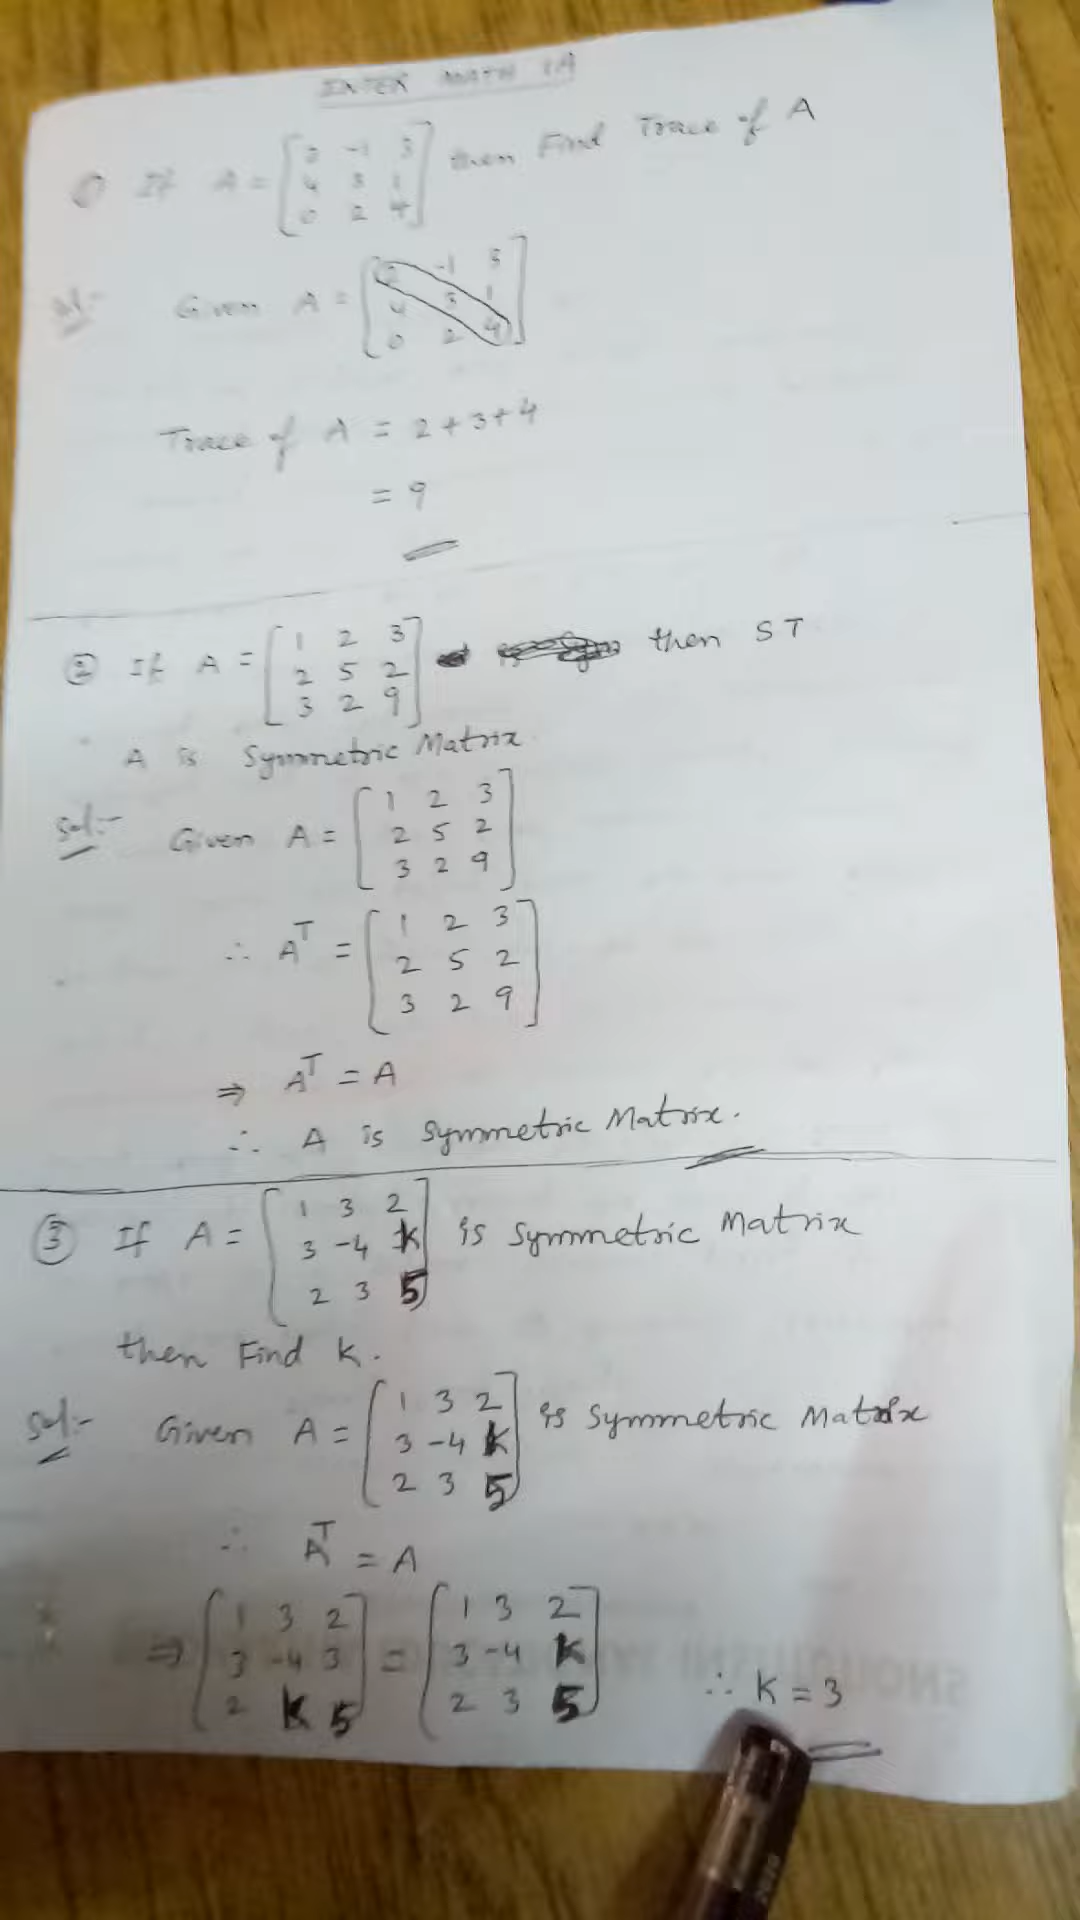 INTER MATH 1A
① If A = [2 -1 3
4 3 1
0 2 4] then Find Trace of A
Sol:- Given A = [2 -1 3
4 3 1
0 2 4]
Trace of A = 2+3+4
= 9
② If A = [1 2 3
2 5 2
3 2 9] then ST
A is Symmetric Matrix
Sol:- Given A = [1 2 3
2 5 2
3 2 9]
∴ Aᵀ = [1 2 3
2 5 2
3 2 9]
⇒ Aᵀ = A
∴ A is Symmetric Matrix.
③ If A = [1 3 2
3 -4 K
2 3 5] is Symmetric Matrix
then Find K.
Sol:- Given A = [1 3 2
3 -4 K
2 3 5] is Symmetric Matrix
∴ Aᵀ = A
⇒ [1 3 2
3 -4 3
2 K 5] = [1 3 2
3 -4 K
2 3 5] ∴ K = 3